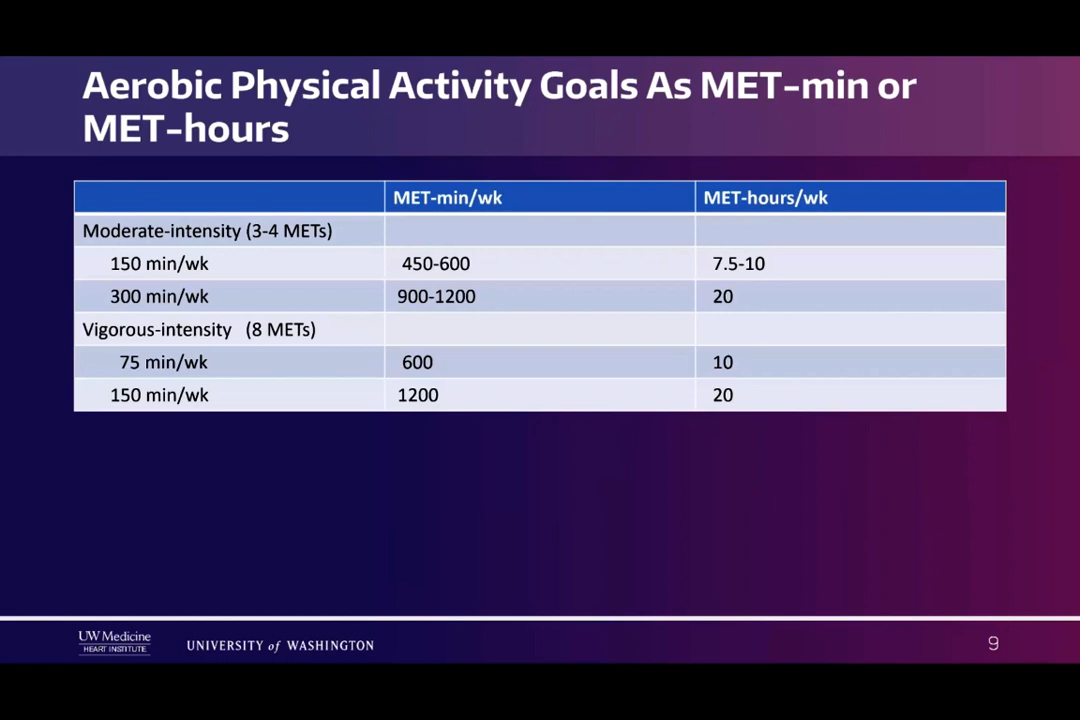 Aerobic Physical Activity Goals As MET-min or
MET-hours
MET-min/wk MET-hours/wk
Moderate-intensity (3-4 METs)
150 min/wk 450-600 7.5-10
300 min/wk 900-1200 20
Vigorous-intensity (8 METs)
75 min/wk 600 10
150 min/wk 1200 20
UW Medicine
HEART INSTITUTE
UNIVERSITY of WASHINGTON
9